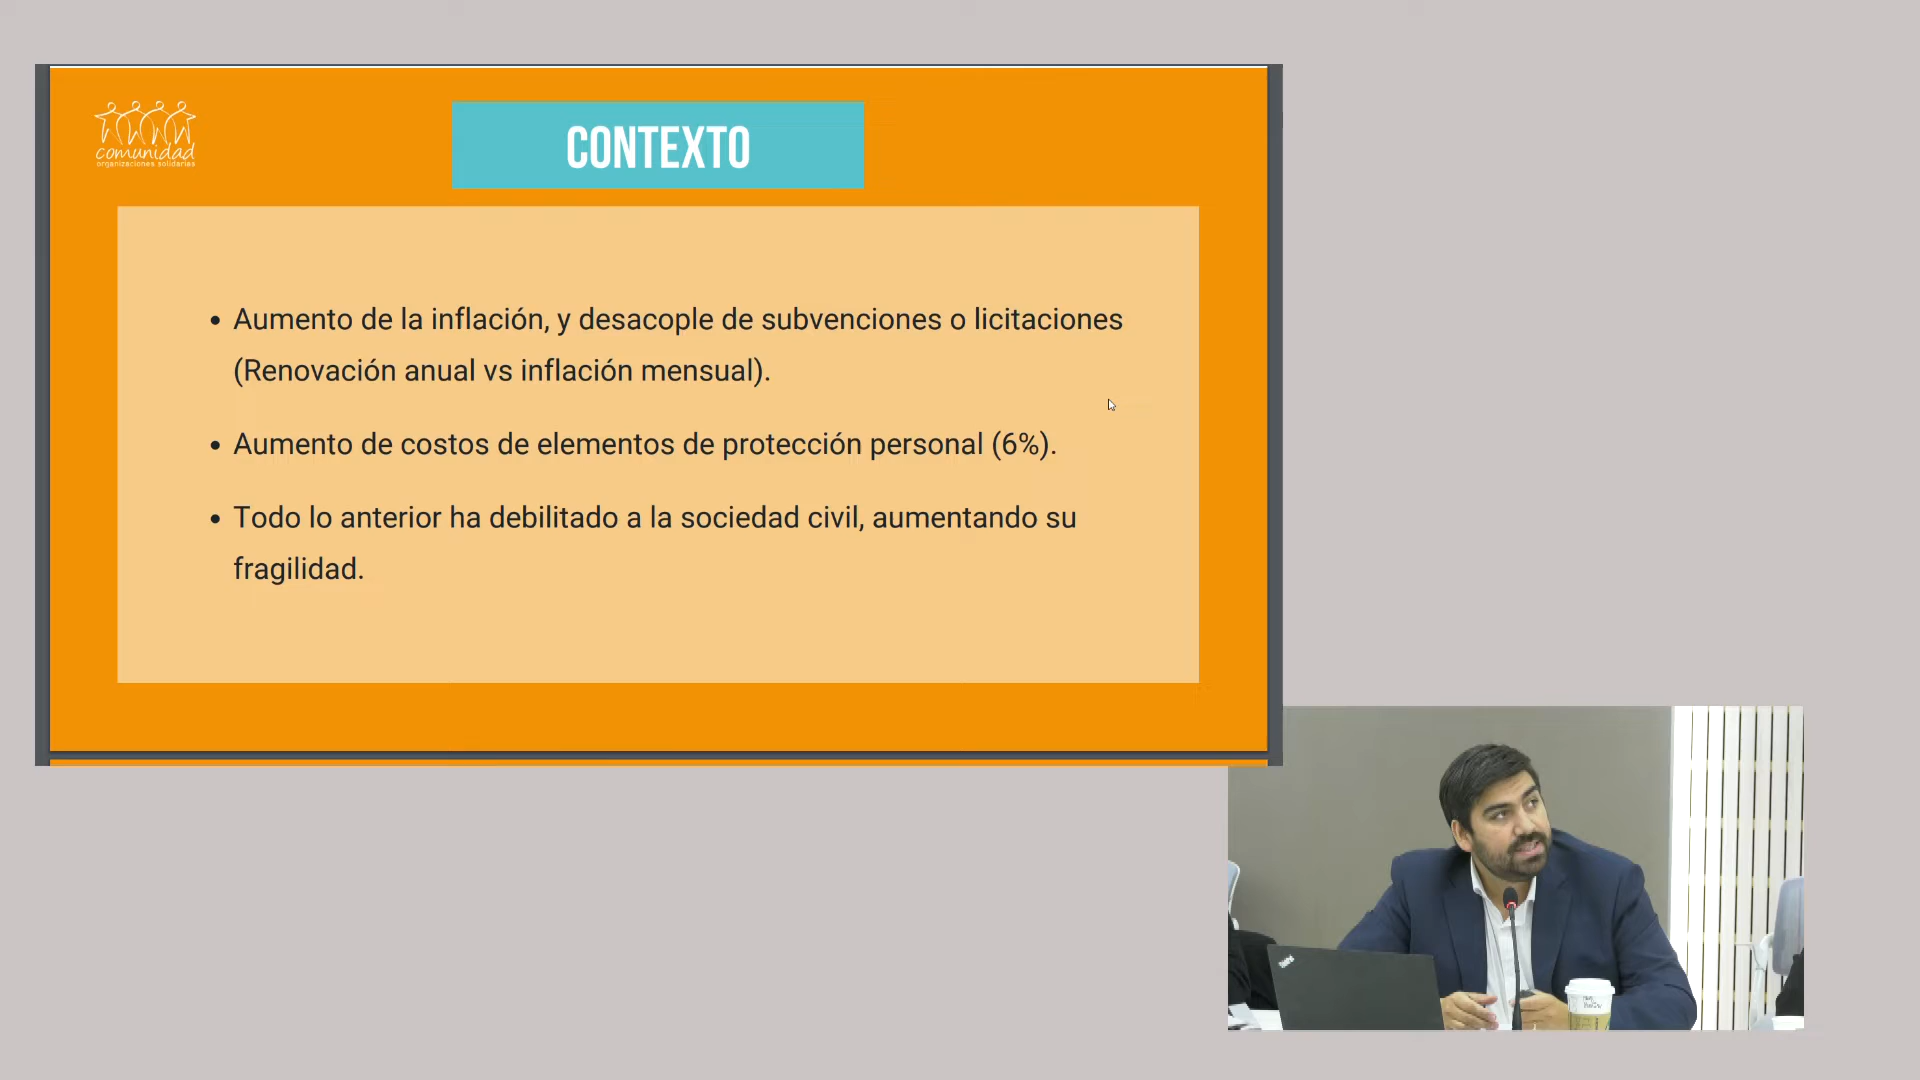 comunidad
organizaciones solidarias
CONTEXTO
• Aumento de la inflación, y desacople de subvenciones o licitaciones
(Renovación anual vs inflación mensual).
• Aumento de costos de elementos de protección personal (6%).
• Todo lo anterior ha debilitado a la sociedad civil, aumentando su
fragilidad.